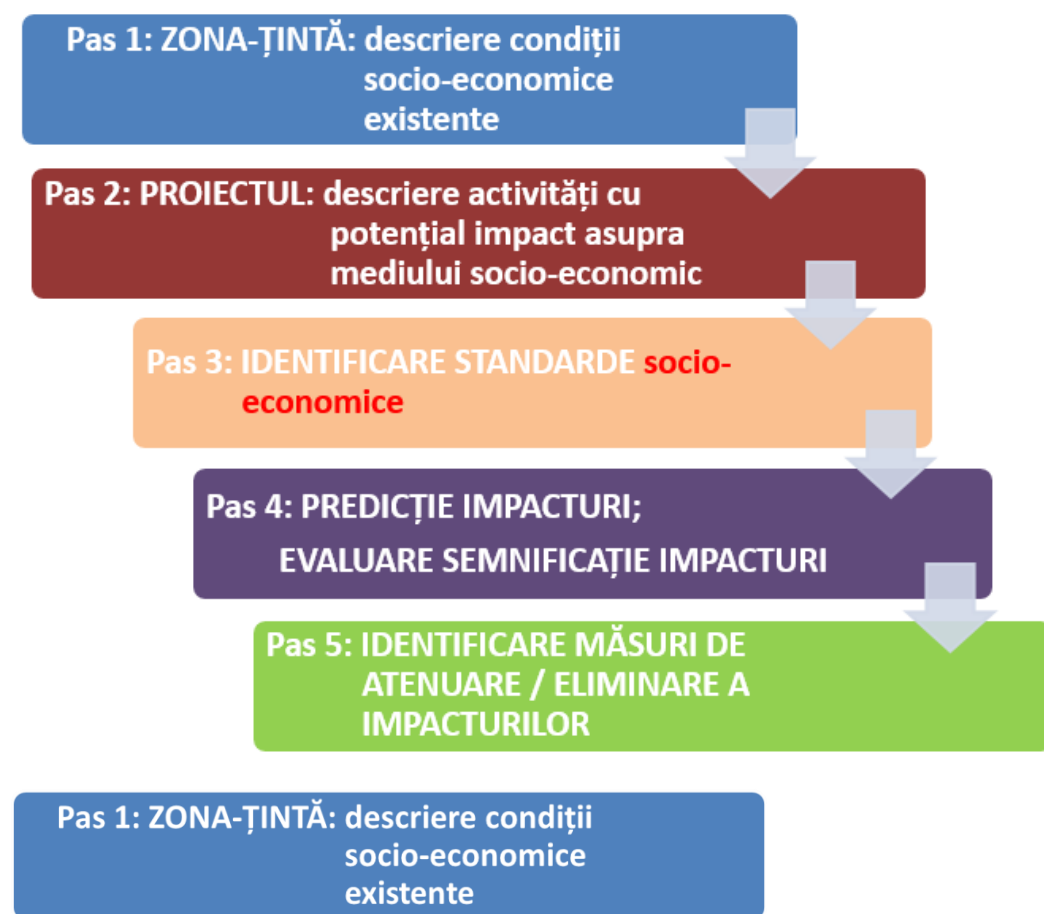 Pas 1: ZONA-ȚINTĂ: descriere condiții
socio-economice
existente
Pas 2: PROIECTUL: descriere activități cu
potențial impact asupra
mediului socio-economic
Pas 3: IDENTIFICARE STANDARDE socio-
economice
Pas 4: PREDICȚIE IMPACTURI;
EVALUARE SEMNIFICAȚIE IMPACTURI
Pas 5: IDENTIFICARE MĂSURI DE
ATENUARE / ELIMINARE A
IMPACTURILOR
Pas 1: ZONA-ȚINTĂ: descriere condiții
socio-economice
existente